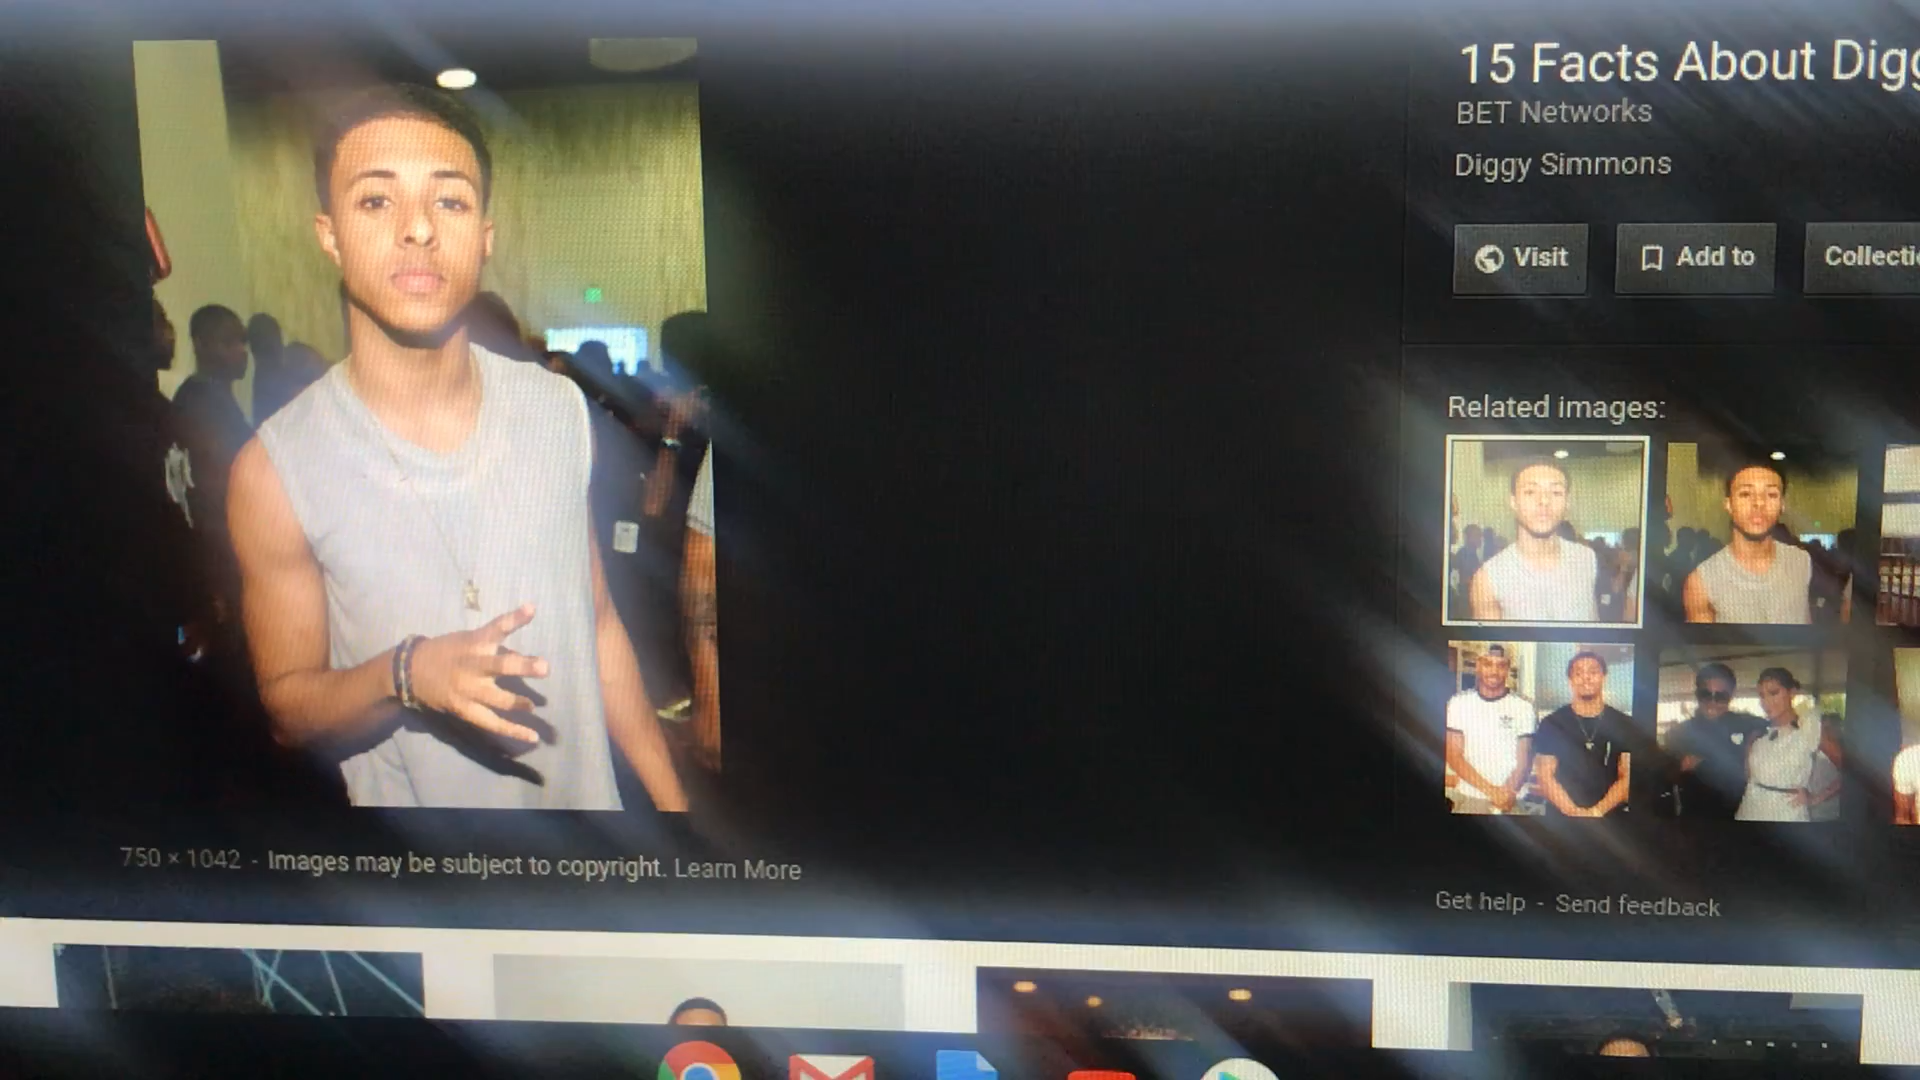 15 Facts About Digg
BET Networks
Diggy Simmons
Visit
Add to
Collecti
Related images:
750 × 1042 - Images may be subject to copyright. Learn More
Get help - Send feedback